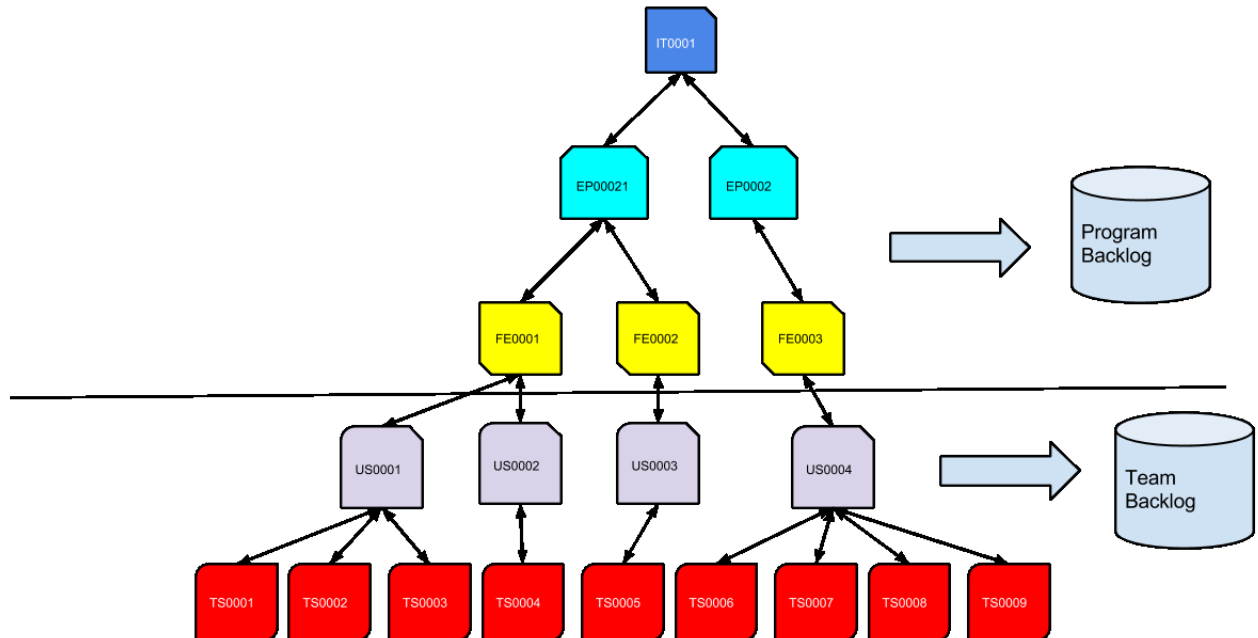 IT0001
EP00021
EP0002
Program
Backlog
FE0001
FE0002
FE0003
US0001
US0002
US0003
US0004
Team
Backlog
TS0001
TS0002
TS0003
TS0004
TS0005
TS0006
TS0007
TS0008
TS0009